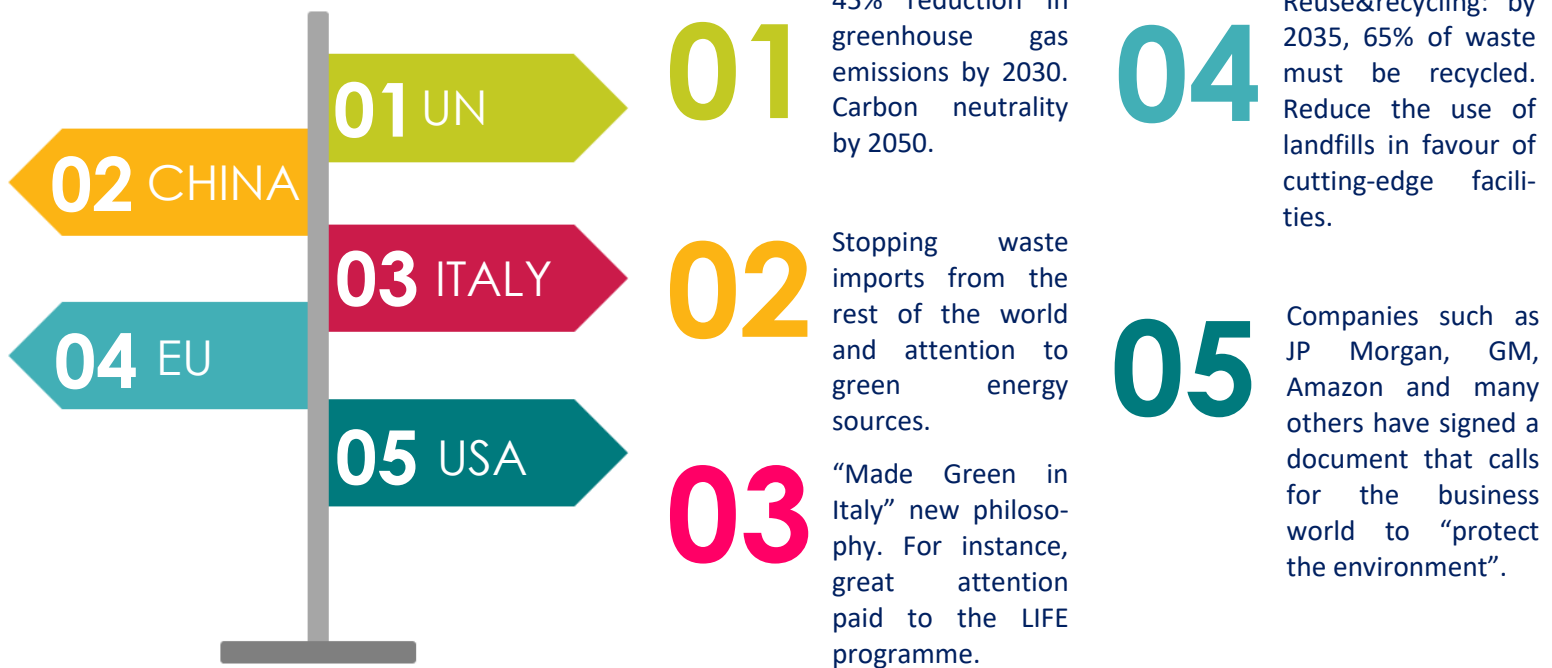 01 UN
02 CHINA
03 ITALY
04 EU
05 USA
01
45% reduction in
greenhouse gas
emissions by 2030.
Carbon neutrality
by 2050.
02
Stopping waste
imports from the
rest of the world
and attention to
green energy
sources.
03
“Made Green in
Italy” new philoso-
phy. For instance,
great attention
paid to the LIFE
programme.
04
Reuse&recycling: by
2035, 65% of waste
must be recycled.
Reduce the use of
landfills in favour of
cutting-edge facili-
ties.
05
Companies such as
JP Morgan, GM,
Amazon and many
others have signed a
document that calls
for the business
world to “protect
the environment”.